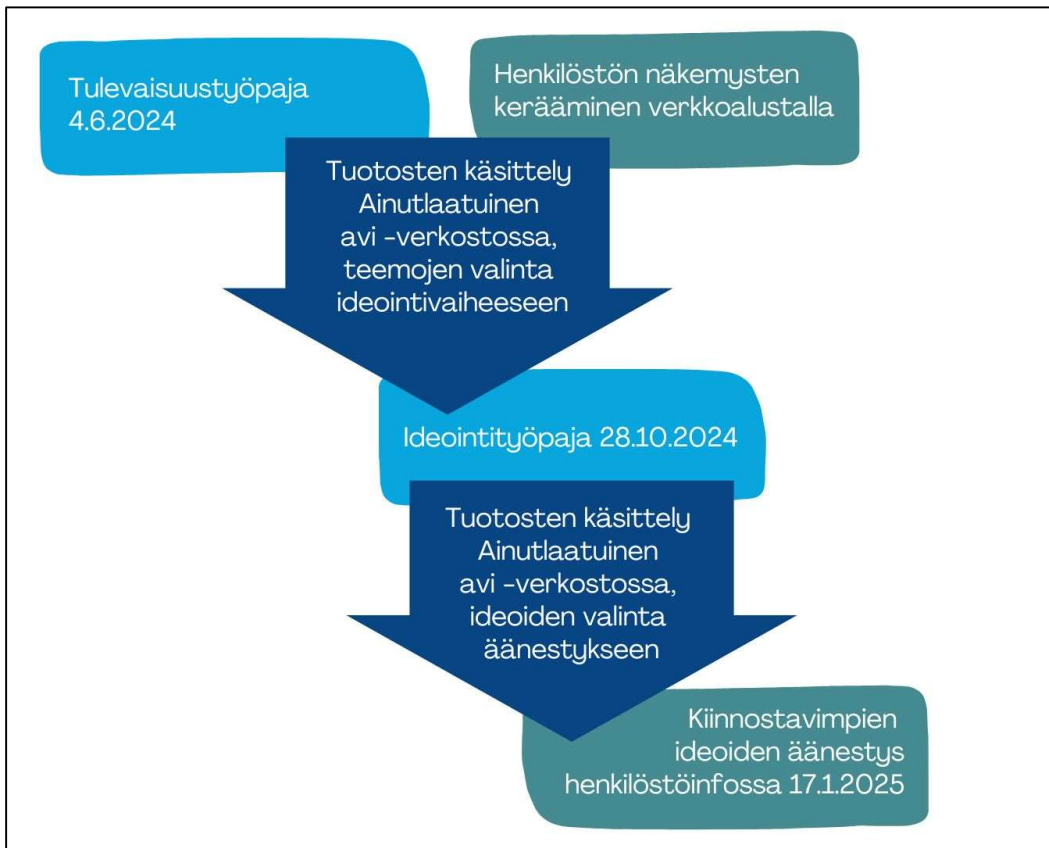 Tulevaisuustyöpaja
4.6.2024
Henkilöstön näkemysten
kerääminen verkkoalustalla
Tuotosten käsittely
Ainutlaatuinen
avi -verkostossa,
teemojen valinta
ideointivaiheeseen
Ideointityöpaja 28.10.2024
Tuotosten käsittely
Ainutlaatuinen
avi -verkostossa,
ideoiden valinta
äänestykseen
Kiinnostavimpien
ideoiden äänestys
henkilöstöinfossa 17.1.2025